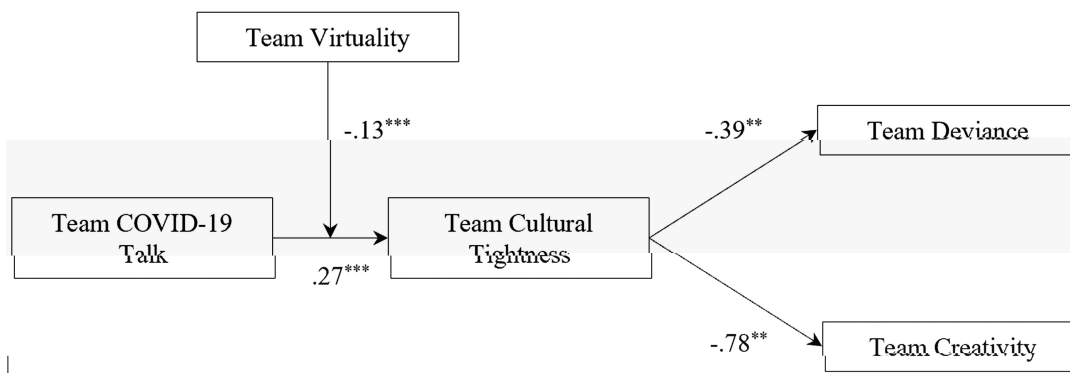 Team Virtuality
-.13***
-.39**
Team Deviance
Team COVID-19
Talk
Team Cultural
Tightness
.27***
-.78**
Team Creativity